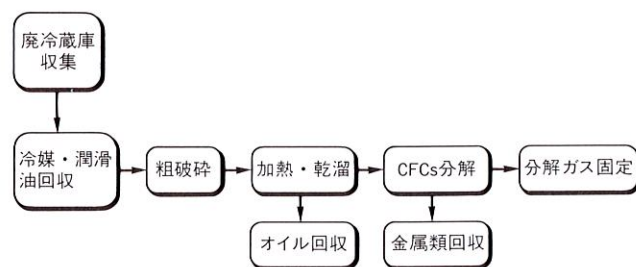 廃冷蔵庫
収集
冷媒・潤滑
油回収
粗破砕
加熱・乾溜
CFCs分解
分解ガス固定
オイル回収
金属類回収